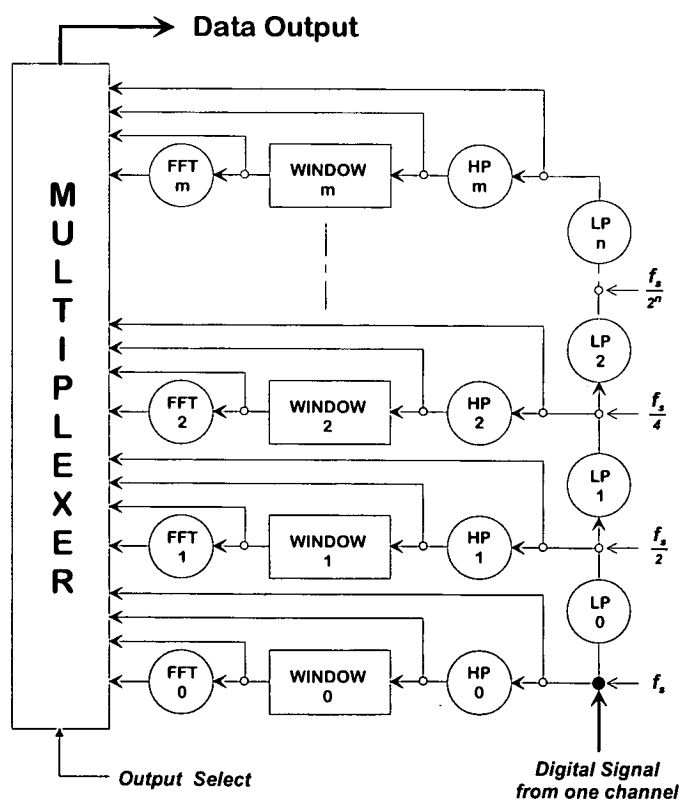 Data Output
MULTIPLEXER
FFT
m
WINDOW
m
HP
m
LP
n
fs
2n
LP
2
FFT
2
WINDOW
2
HP
2
fs
4
LP
1
FFT
1
WINDOW
1
HP
1
fs
2
LP
0
FFT
0
WINDOW
0
HP
0
fs
Output Select
Digital Signal
from one channel